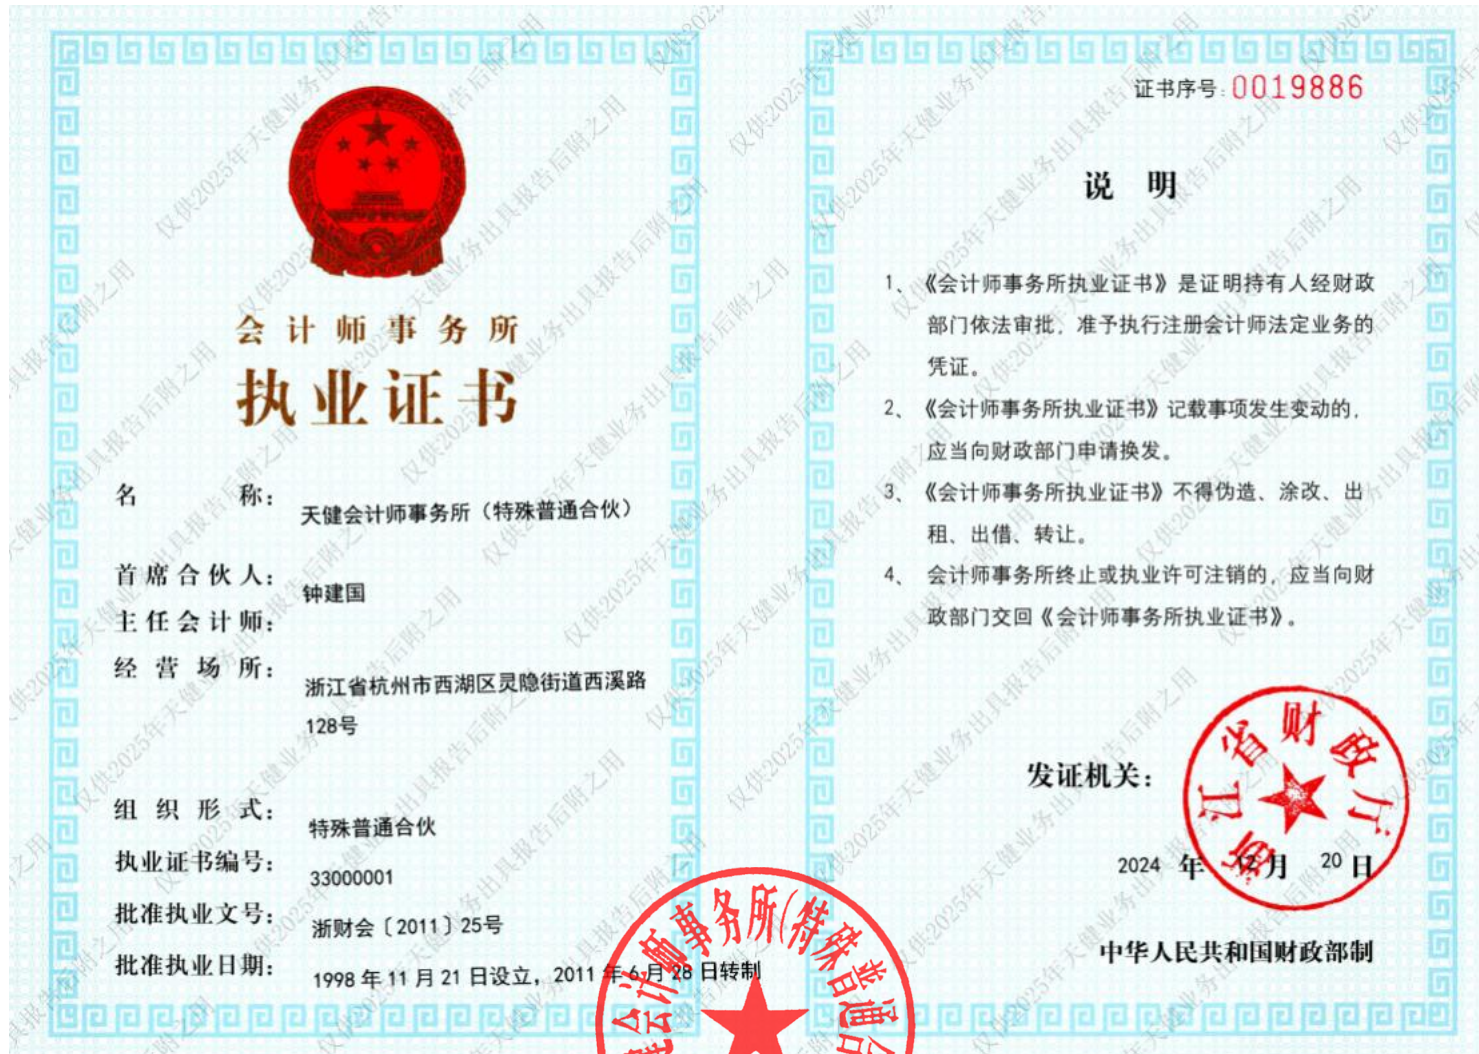 会计师事务所
执业证书
名称：
天健会计师事务所（特殊普通合伙）
首席合伙人：
钟建国
主任会计师：
经营场所：
浙江省杭州市西湖区灵隐街道西溪路
128号
组织形式：
特殊普通合伙
执业证书编号：
33000001
批准执业文号：
浙财会〔2011〕25号
批准执业日期：
1998年11月21日设立，2011年6月28日转制
会计师事务所(特殊普通合
证书序号：0019886
说 明
1、《会计师事务所执业证书》是证明持有人经财政
部门依法审批，准予执行注册会计师法定业务的
凭证。
2、《会计师事务所执业证书》记载事项发生变动的，
应当向财政部门申请换发。
3、《会计师事务所执业证书》不得伪造、涂改、出
租、出借、转让。
4、会计师事务所终止或执业许可注销的，应当向财
政部门交回《会计师事务所执业证书》。
发证机关：
浙江省财政厅
2024 年 12 月 20 日
中华人民共和国财政部制
仅供2025年天健业务出具报告后附之用